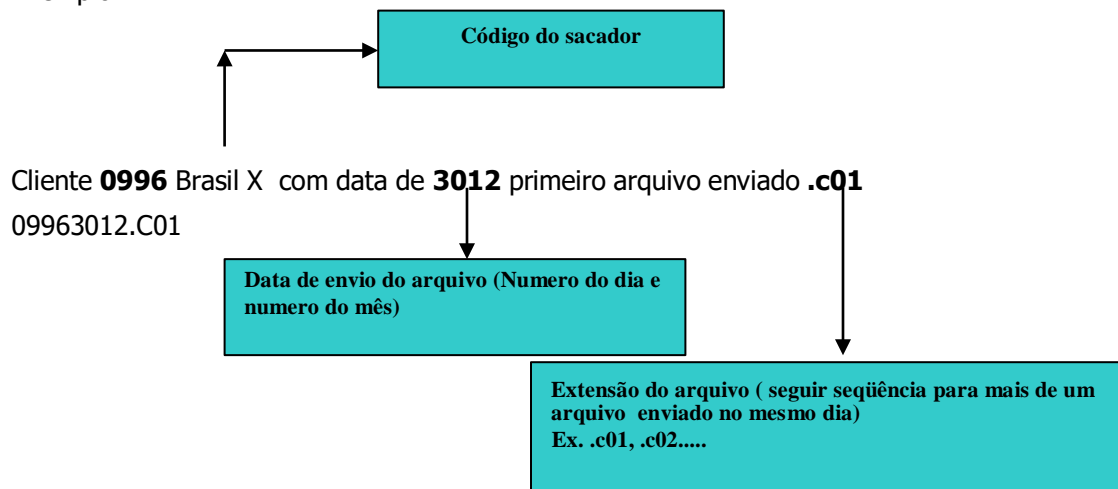 Código do sacador
Cliente 0996 Brasil X com data de 3012 primeiro arquivo enviado .c01
09963012.C01
Data de envio do arquivo (Numero do dia e
numero do mês)
Extensão do arquivo ( seguir seqüência para mais de um
arquivo enviado no mesmo dia)
Ex. .c01, .c02.....